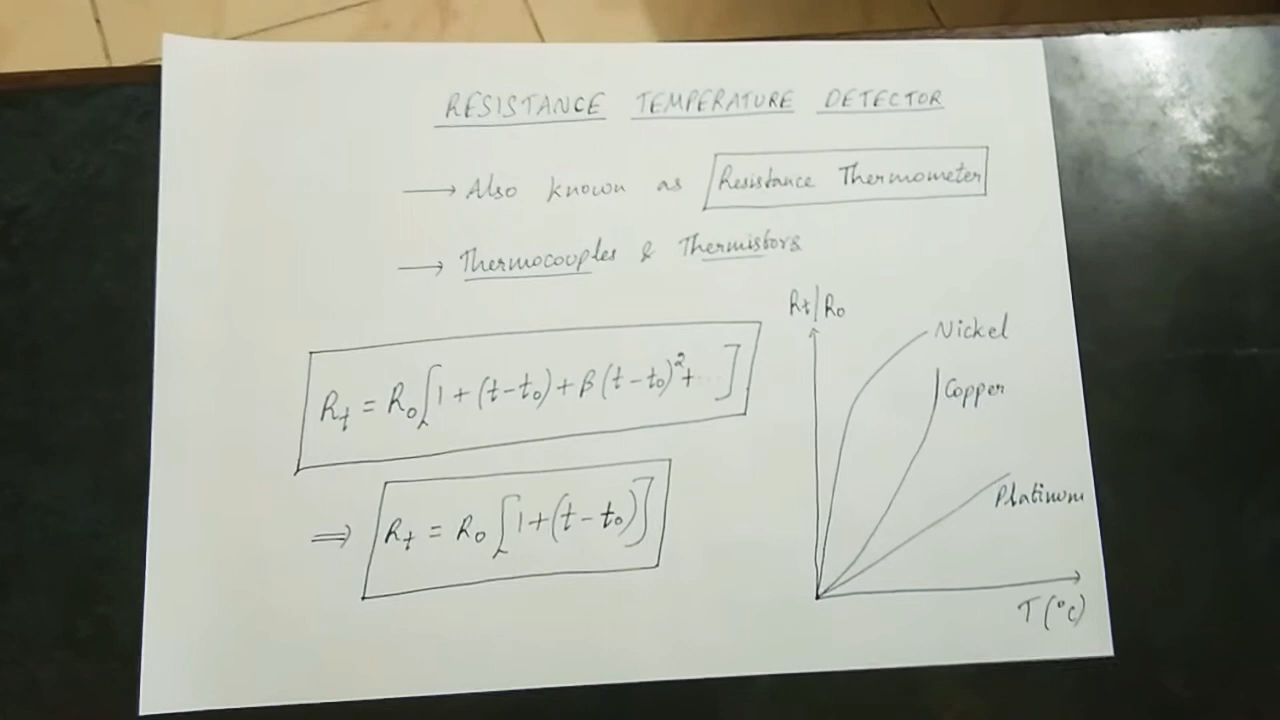 RESISTANCE TEMPERATURE DETECTOR
→ Also known as Resistance Thermometer
→ Thermocouples & Thermistors
Rt = R₀[1 + (t-t₀) + β(t-t₀)² + ...]
⇒ Rt = R₀[1+(t-t₀)]
Rt/R₀
Nickel
Copper
Platinum
T(°c)